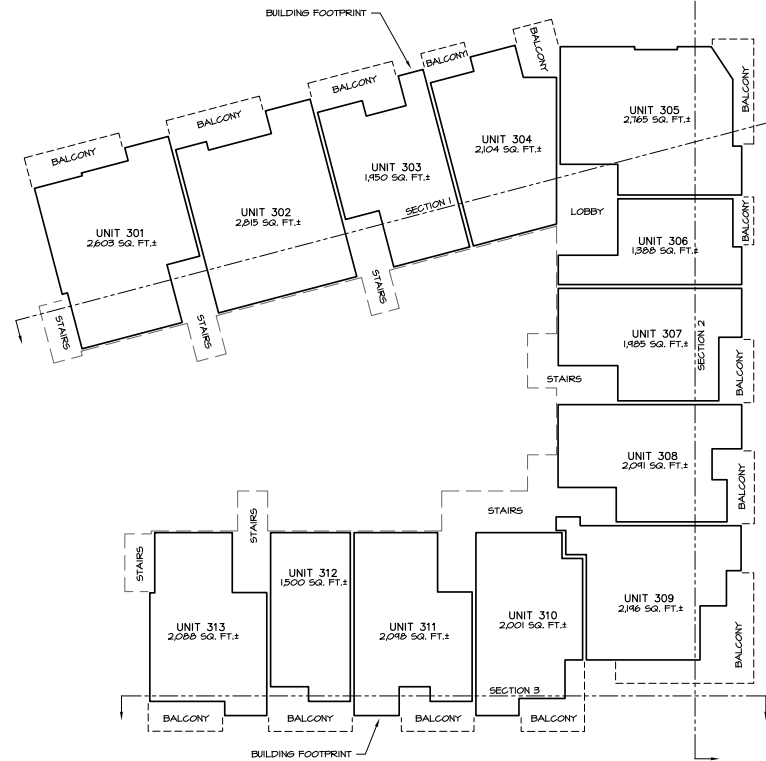 BUILDING FOOTPRINT
BALCONY
BALCONY
BALCONY
BALCONY
BALCONY
BALCONY
UNIT 305
2,765 SQ. FT.±
UNIT 304
2,104 SQ. FT.±
UNIT 303
1,950 SQ. FT.±
SECTION 1
UNIT 302
2,815 SQ. FT.±
UNIT 301
2,603 SQ. FT.±
LOBBY
BALCONY
UNIT 306
1,388 SQ. FT.±
STAIRS
STAIRS
STAIRS
UNIT 307
1,985 SQ. FT.±
SECTION 2
BALCONY
STAIRS
UNIT 308
2,091 SQ. FT.±
BALCONY
STAIRS
STAIRS
STAIRS
UNIT 312
1,500 SQ. FT.±
UNIT 313
2,088 SQ. FT.±
UNIT 311
2,098 SQ. FT.±
UNIT 310
2,001 SQ. FT.±
UNIT 309
2,196 SQ. FT.±
BALCONY
SECTION 3
BALCONY
BALCONY
BALCONY
BALCONY
BUILDING FOOTPRINT